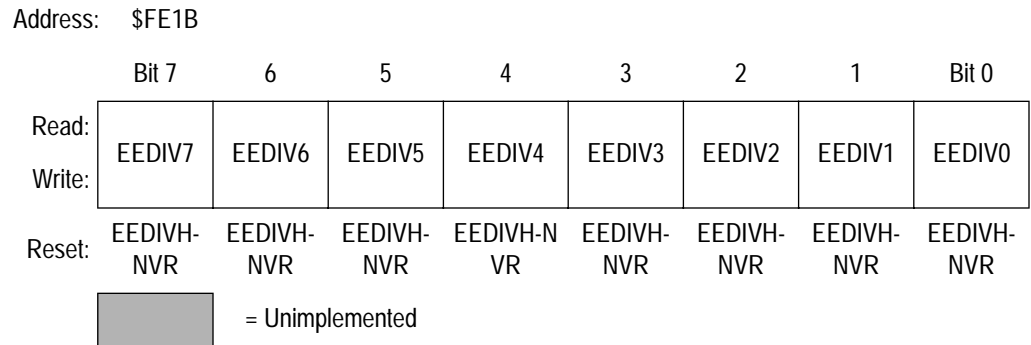 Address: $FE1B
Bit 7 6 5 4 3 2 1 Bit 0
Read:
EEDIV7 EEDIV6 EEDIV5 EEDIV4 EEDIV3 EEDIV2 EEDIV1 EEDIV0
Write:
Reset: EEDIVH- EEDIVH- EEDIVH- EEDIVH-N EEDIVH- EEDIVH- EEDIVH- EEDIVH-
NVR NVR NVR VR NVR NVR NVR NVR
= Unimplemented